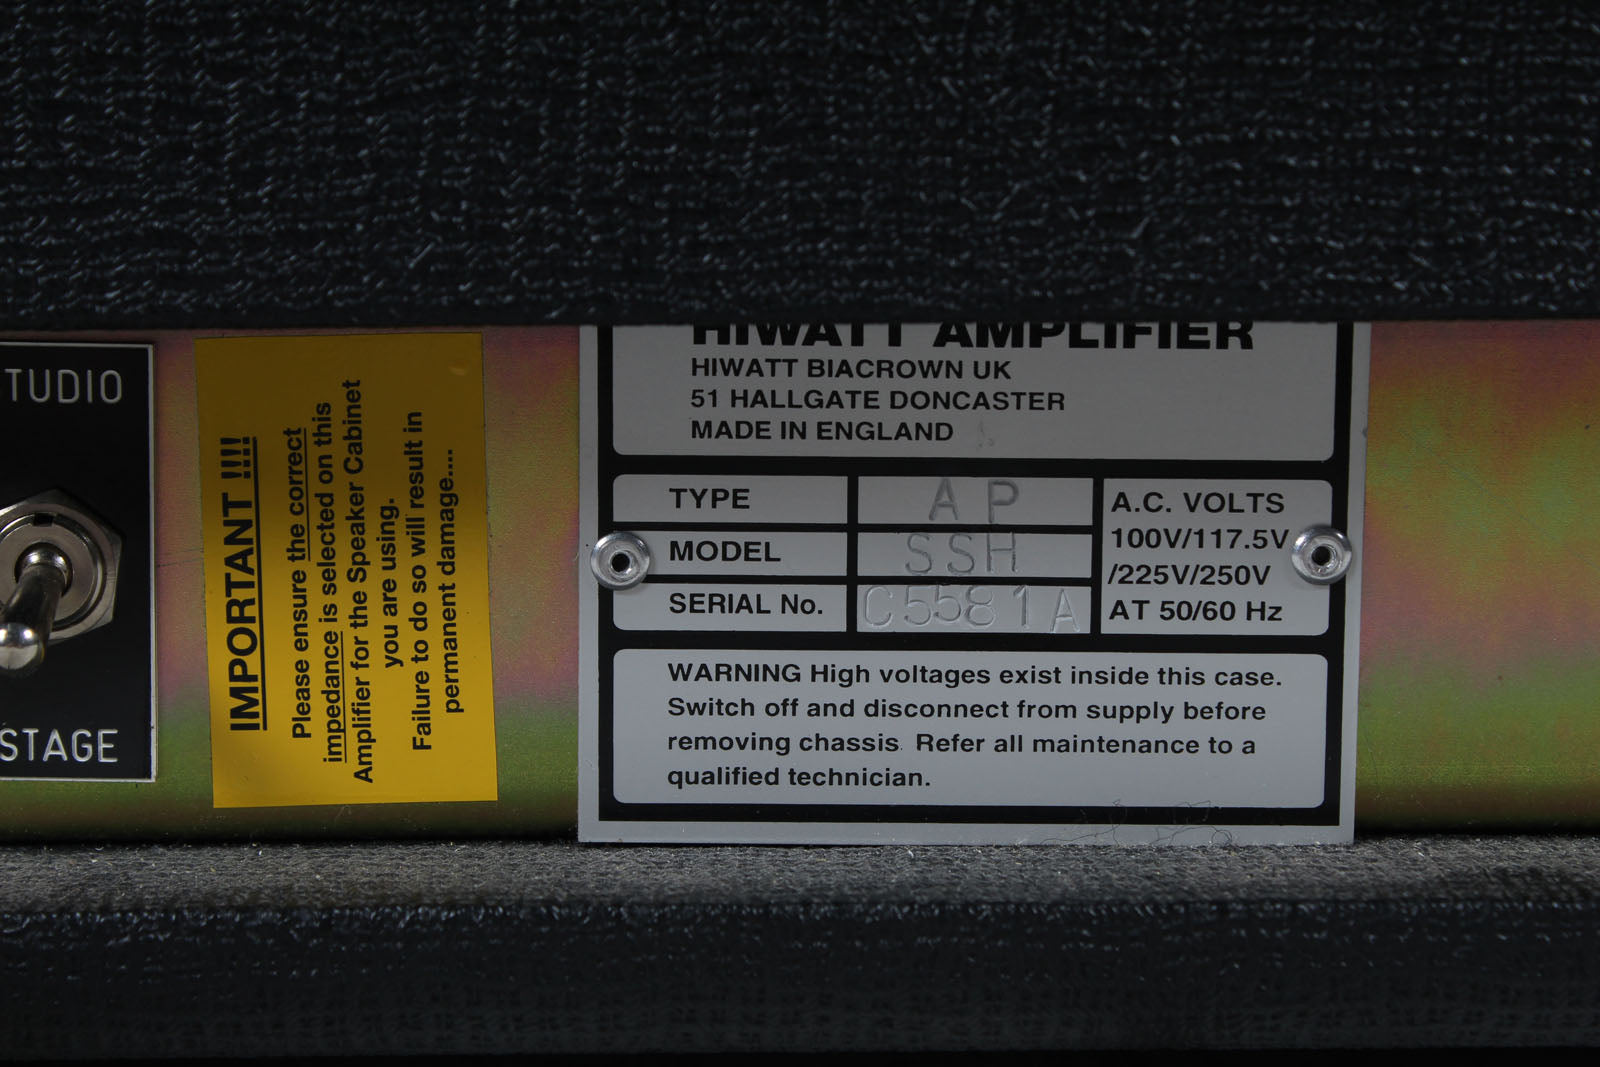 STUDIO
STAGE
IMPORTANT !!!!
Please ensure the correct
impedance is selected on this
Amplifier for the Speaker Cabinet
you are using.
Failure to do so will result in
permanent damage....
HIWATT AMPLIFIER
HIWATT BIACROWN UK
51 HALLGATE DONCASTER
MADE IN ENGLAND
TYPE AP
MODEL SSH
SERIAL No. C5581A
A.C. VOLTS
100V/117.5V
/225V/250V
AT 50/60 Hz
WARNING High voltages exist inside this case.
Switch off and disconnect from supply before
removing chassis. Refer all maintenance to a
qualified technician.